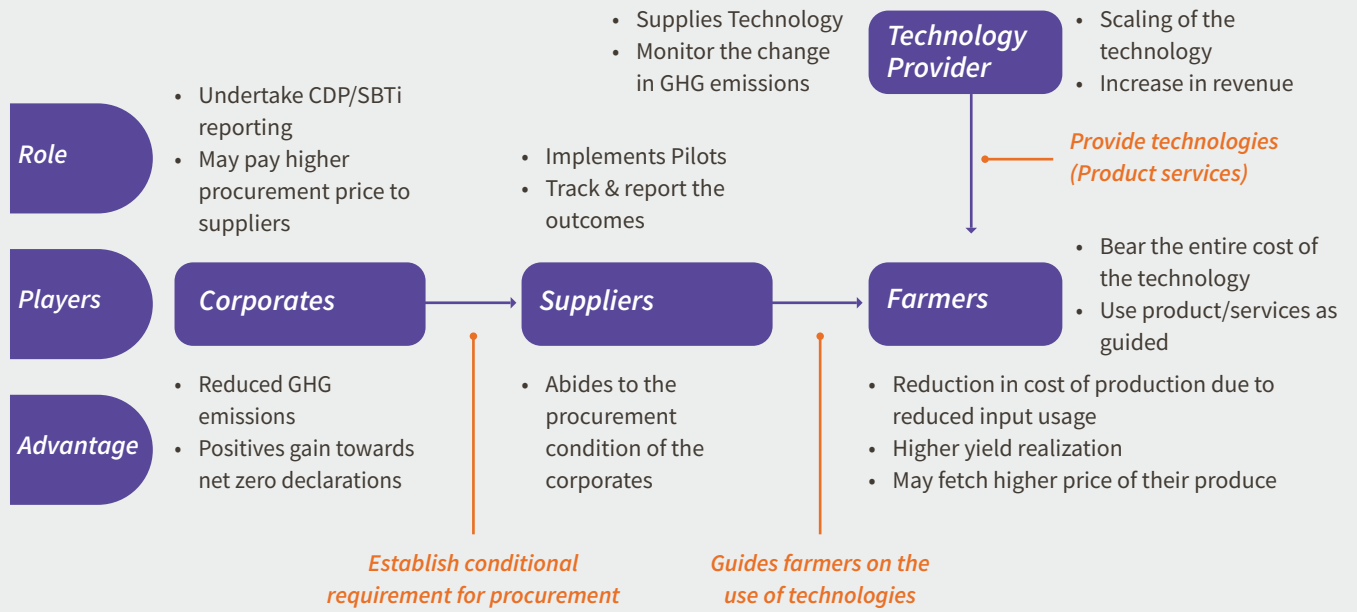 • Supplies Technology
• Monitor the change
in GHG emissions
Technology
Provider
• Scaling of the
technology
• Increase in revenue
Provide technologies
(Product services)
Role
• Undertake CDP/SBTi
reporting
• May pay higher
procurement price to
suppliers
• Implements Pilots
• Track & report the
outcomes
Players
Corporates
Suppliers
Farmers
• Bear the entire cost of
the technology
• Use product/services as
guided
Advantage
• Reduced GHG
emissions
• Positives gain towards
net zero declarations
• Abides to the
procurement
condition of the
corporates
• Reduction in cost of production due to
reduced input usage
• Higher yield realization
• May fetch higher price of their produce
Establish conditional
requirement for procurement
Guides farmers on the
use of technologies